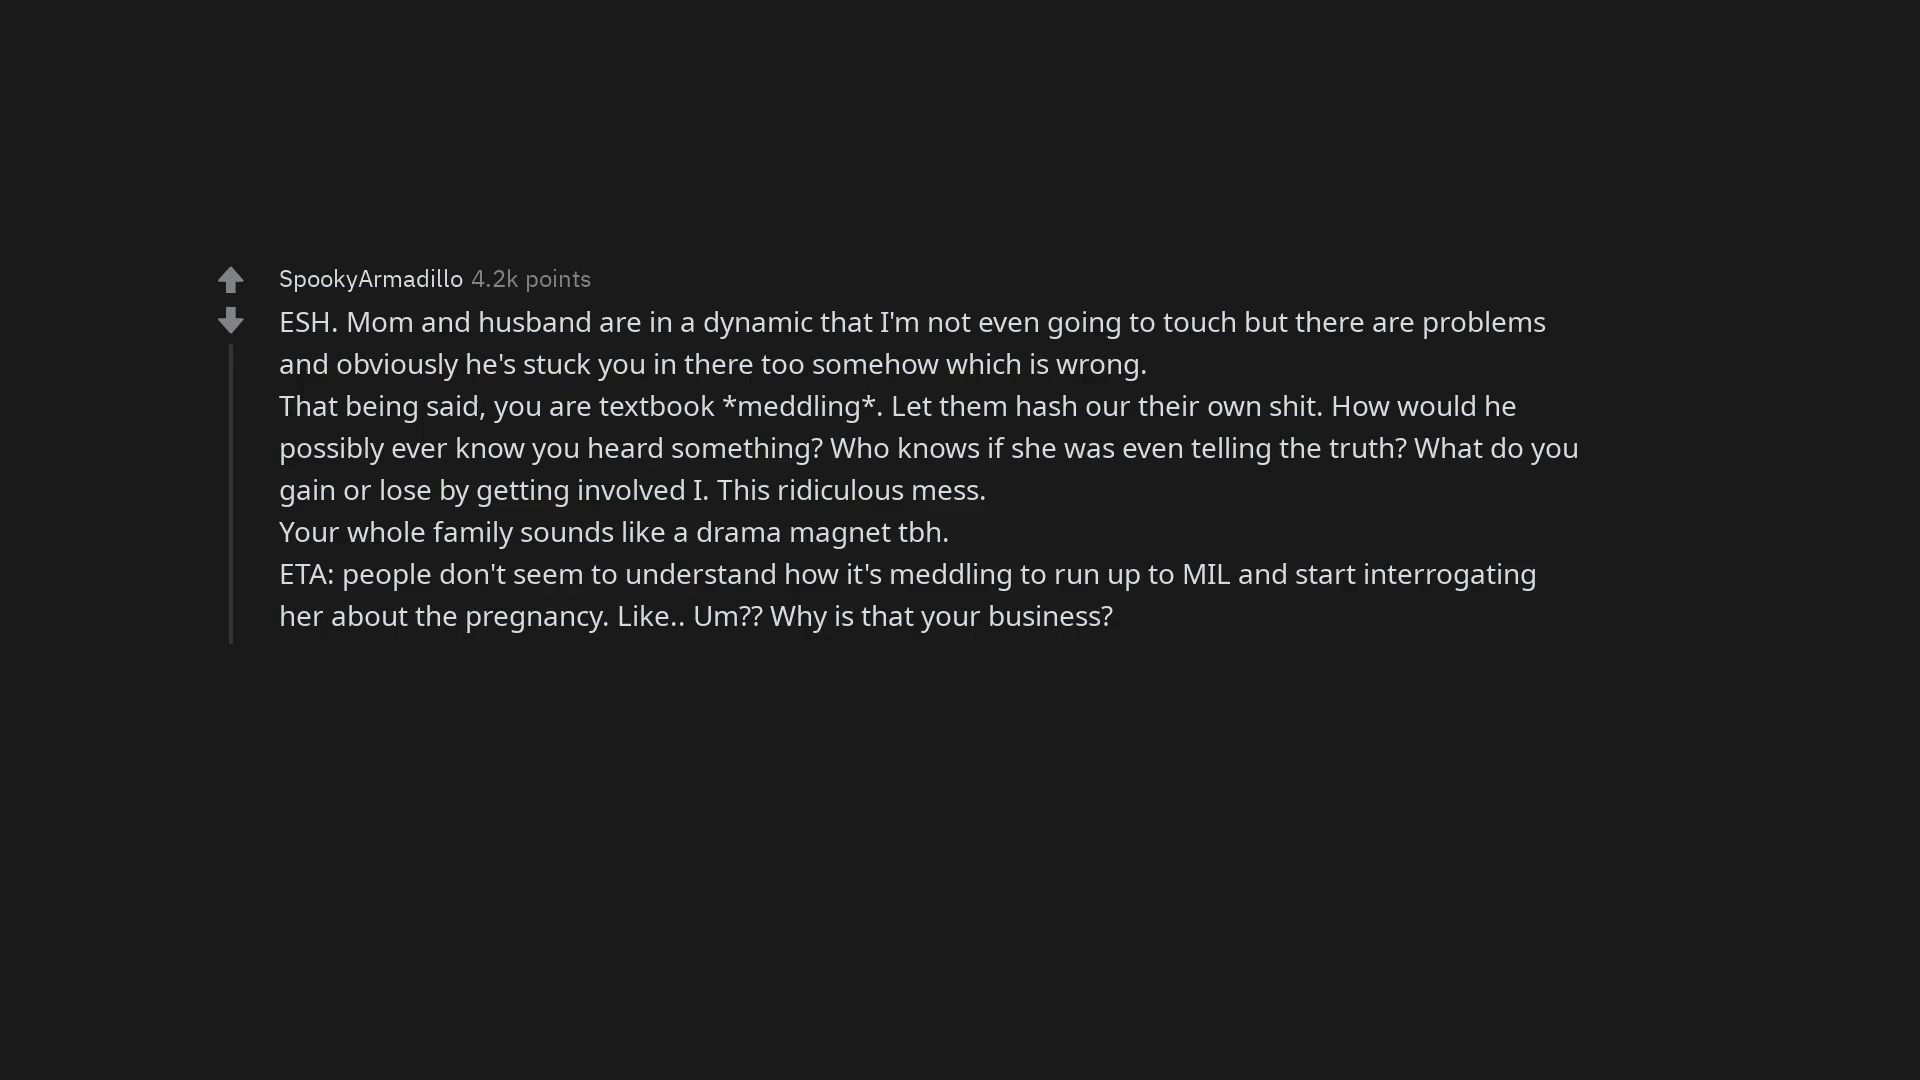 SpookyArmadillo 4.2k points
ESH. Mom and husband are in a dynamic that I'm not even going to touch but there are problems
and obviously he's stuck you in there too somehow which is wrong.
That being said, you are textbook *meddling*. Let them hash our their own shit. How would he
possibly ever know you heard something? Who knows if she was even telling the truth? What do you
gain or lose by getting involved I. This ridiculous mess.
Your whole family sounds like a drama magnet tbh.
ETA: people don't seem to understand how it's meddling to run up to MIL and start interrogating
her about the pregnancy. Like.. Um?? Why is that your business?